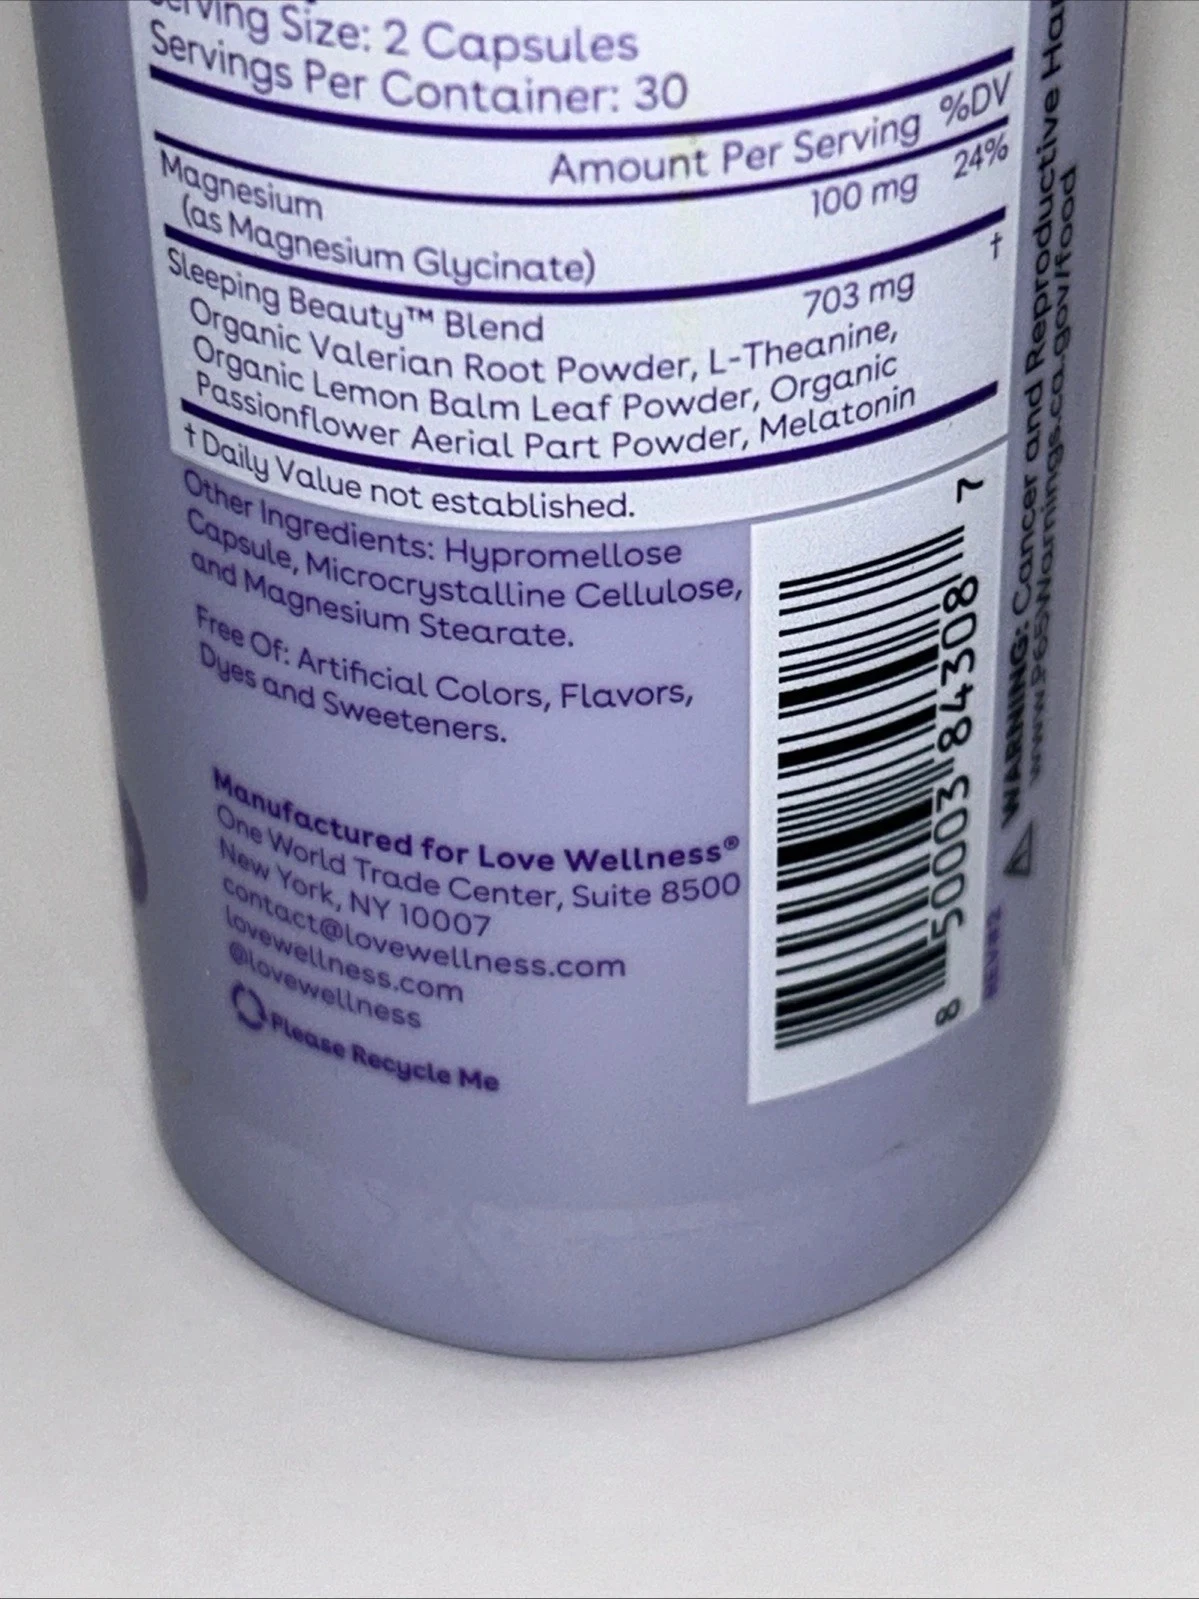 Serving Size: 2 Capsules
Servings Per Container: 30
Amount Per Serving %DV
Magnesium 100 mg 24%
(as Magnesium Glycinate)
Sleeping Beauty™ Blend 703 mg †
Organic Valerian Root Powder, L-Theanine,
Organic Lemon Balm Leaf Powder, Organic
Passionflower Aerial Part Powder, Melatonin
† Daily Value not established.
Other Ingredients: Hypromellose
Capsule, Microcrystalline Cellulose,
and Magnesium Stearate.
Free Of: Artificial Colors, Flavors,
Dyes and Sweeteners.
Manufactured for Love Wellness®
One World Trade Center, Suite 8500
New York, NY 10007
contact@lovewellness.com
lovewellness.com
@lovewellness
Please Recycle Me
8 50003 84308 7
REV#2
⚠ WARNING: Cancer and Reproductive Har
www.P65Warnings.ca.gov/food